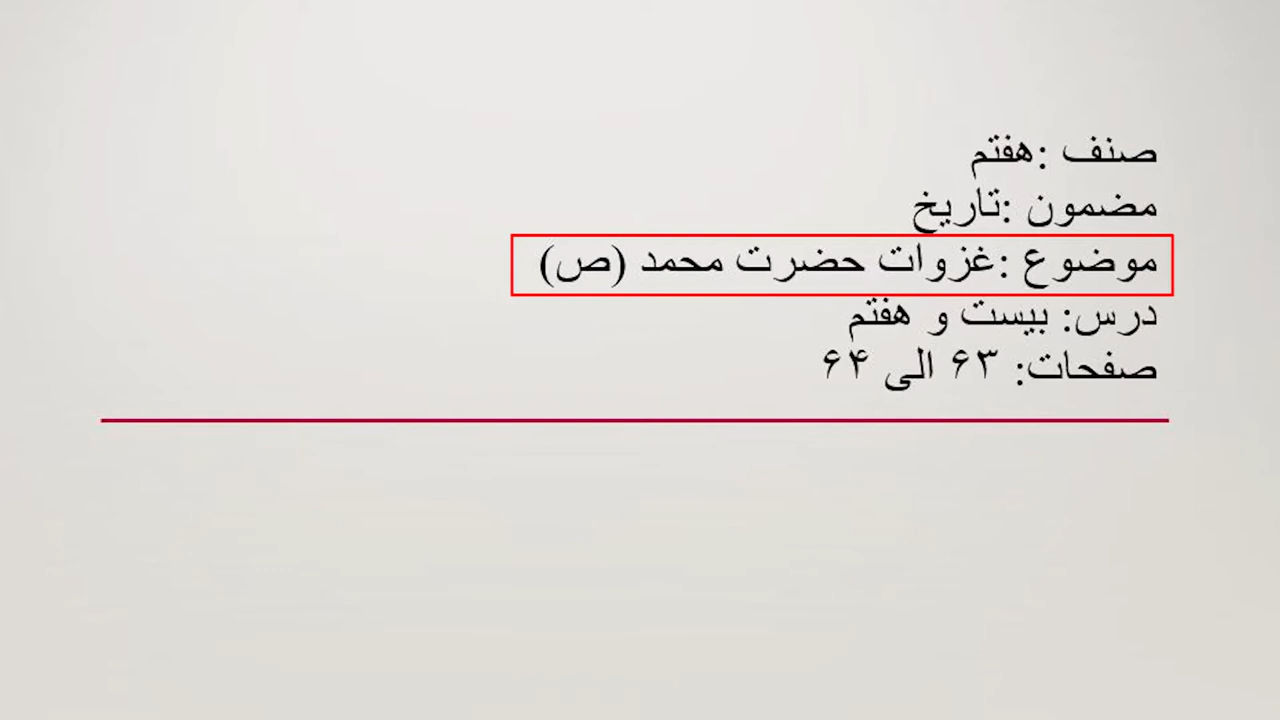 صنف :هفتم
مضمون :تاریخ
موضوع :غزوات حضرت محمد (ص)
درس: بیست و هفتم
صفحات: ۶۳ الی ۶۴